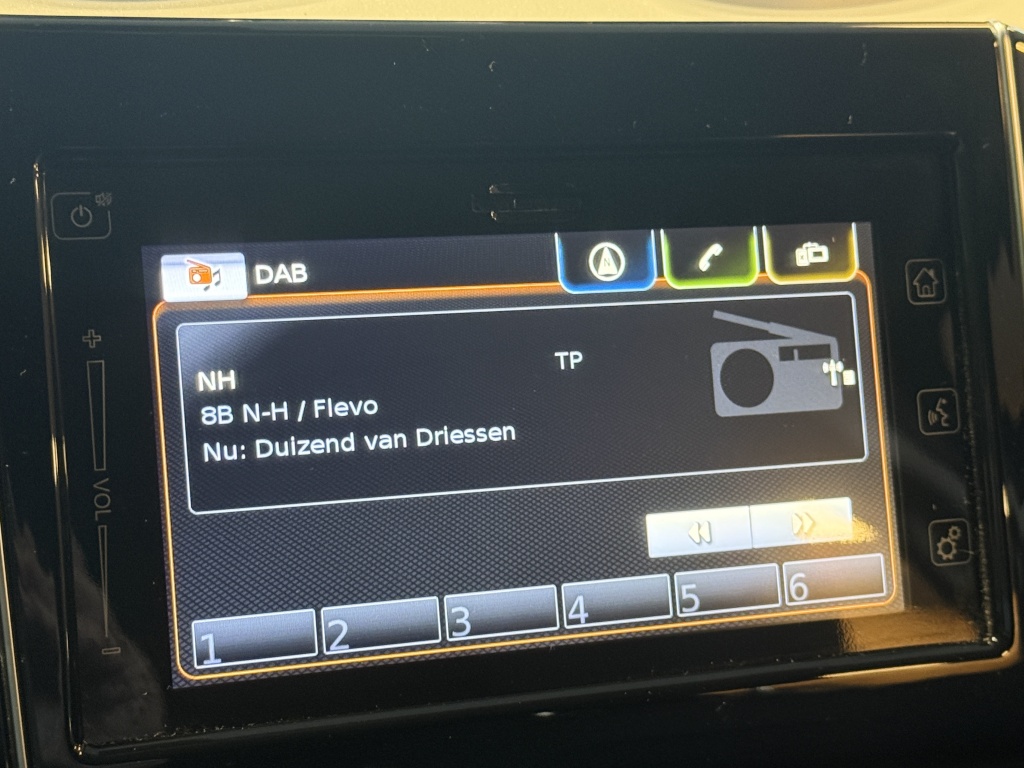 DAB
NH
TP
8B N-H / Flevo
Nu: Duizend van Driessen
VOL
1 2 3 4 5 6